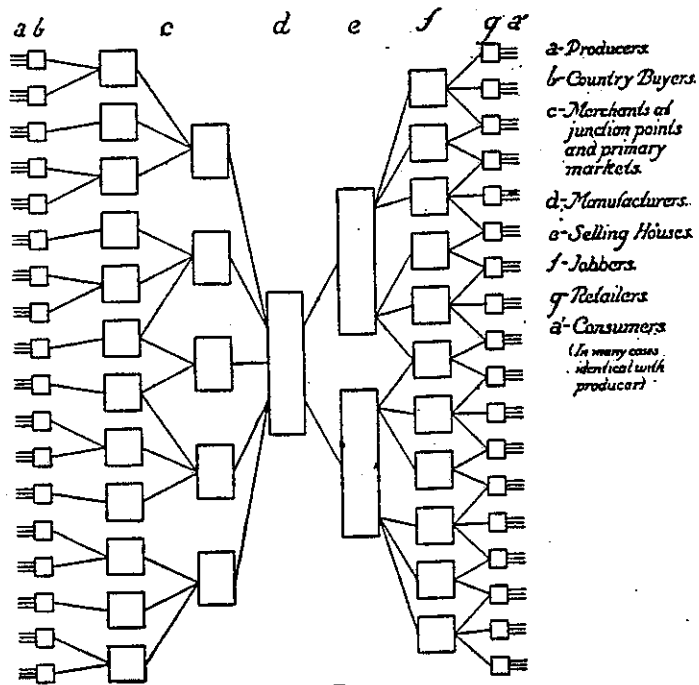 a b c d e f g a'
a-Producers
b-Country Buyers.
c-Merchants at
junction points
and primary
markets.
d-Manufacturers.
e-Selling Houses.
f-Jobbers.
g-Retailers
a'-Consumers
(In many cases
identical with
producer)